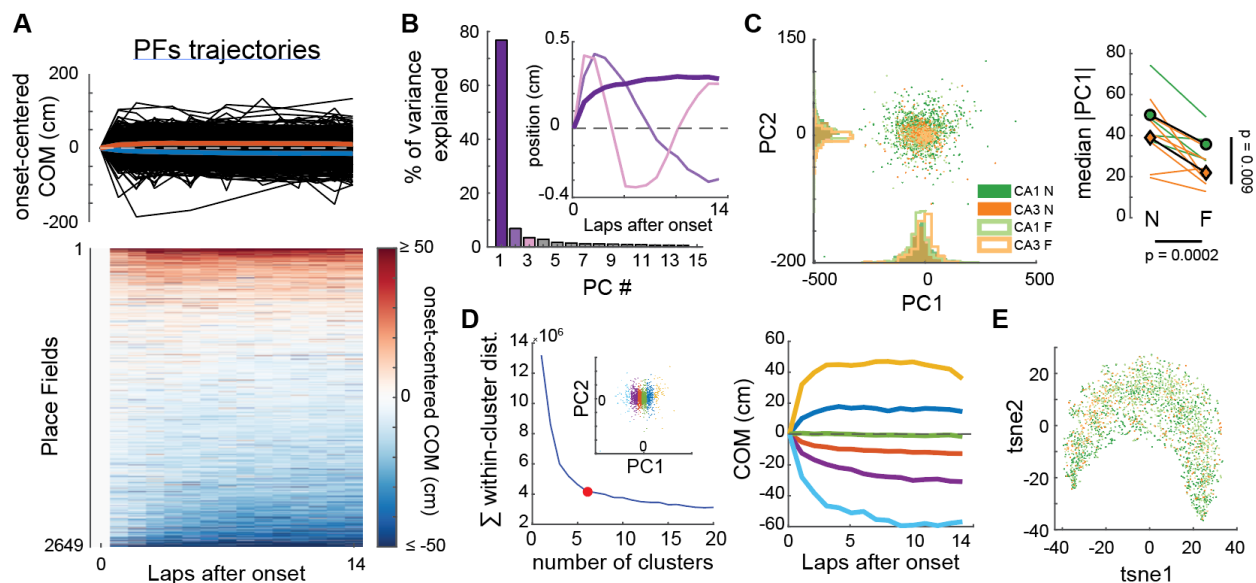 A
PFs trajectories
onset-centered
COM (cm)
200
0
-200
1
Place Fields
2649
0
14
Laps after onset
≥ 50
0
≤ -50
onset-centered COM (cm)
B
% of variance
explained
80
60
40
20
0
1
3
5
7
9
11
13
15
PC #
position (cm)
0.5
0
-0.4
0
14
Laps after onset
C
PC2
150
0
-200
-500
0
500
PC1
CA1 N
CA3 N
CA1 F
CA3 F
median |PC1|
80
60
40
20
0
N
F
p = 0.0002
p = 0.009
D
∑ within-cluster dist.
× 10⁶
14
12
10
8
6
4
2
0
5
10
15
20
number of clusters
PC2
0
0
PC1
COM (cm)
60
40
20
0
-20
-40
-60
0
5
10
14
Laps after onset
E
tsne2
40
20
0
-20
-40
-40
-20
0
20
40
tsne1